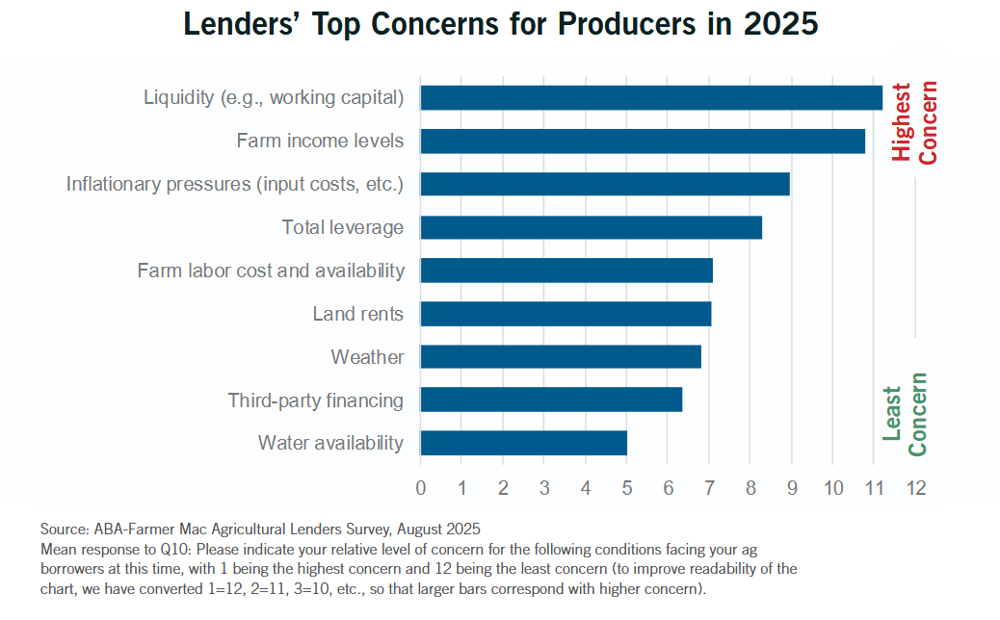 Lenders’ Top Concerns for Producers in 2025
Liquidity (e.g., working capital)
Farm income levels
Inflationary pressures (input costs, etc.)
Total leverage
Farm labor cost and availability
Land rents
Weather
Third-party financing
Water availability
Highest
Concern
Least
Concern
0 1 2 3 4 5 6 7 8 9 10 11 12
Source: ABA-Farmer Mac Agricultural Lenders Survey, August 2025
Mean response to Q10: Please indicate your relative level of concern for the following conditions facing your ag
borrowers at this time, with 1 being the highest concern and 12 being the least concern (to improve readability of the
chart, we have converted 1=12, 2=11, 3=10, etc., so that larger bars correspond with higher concern).